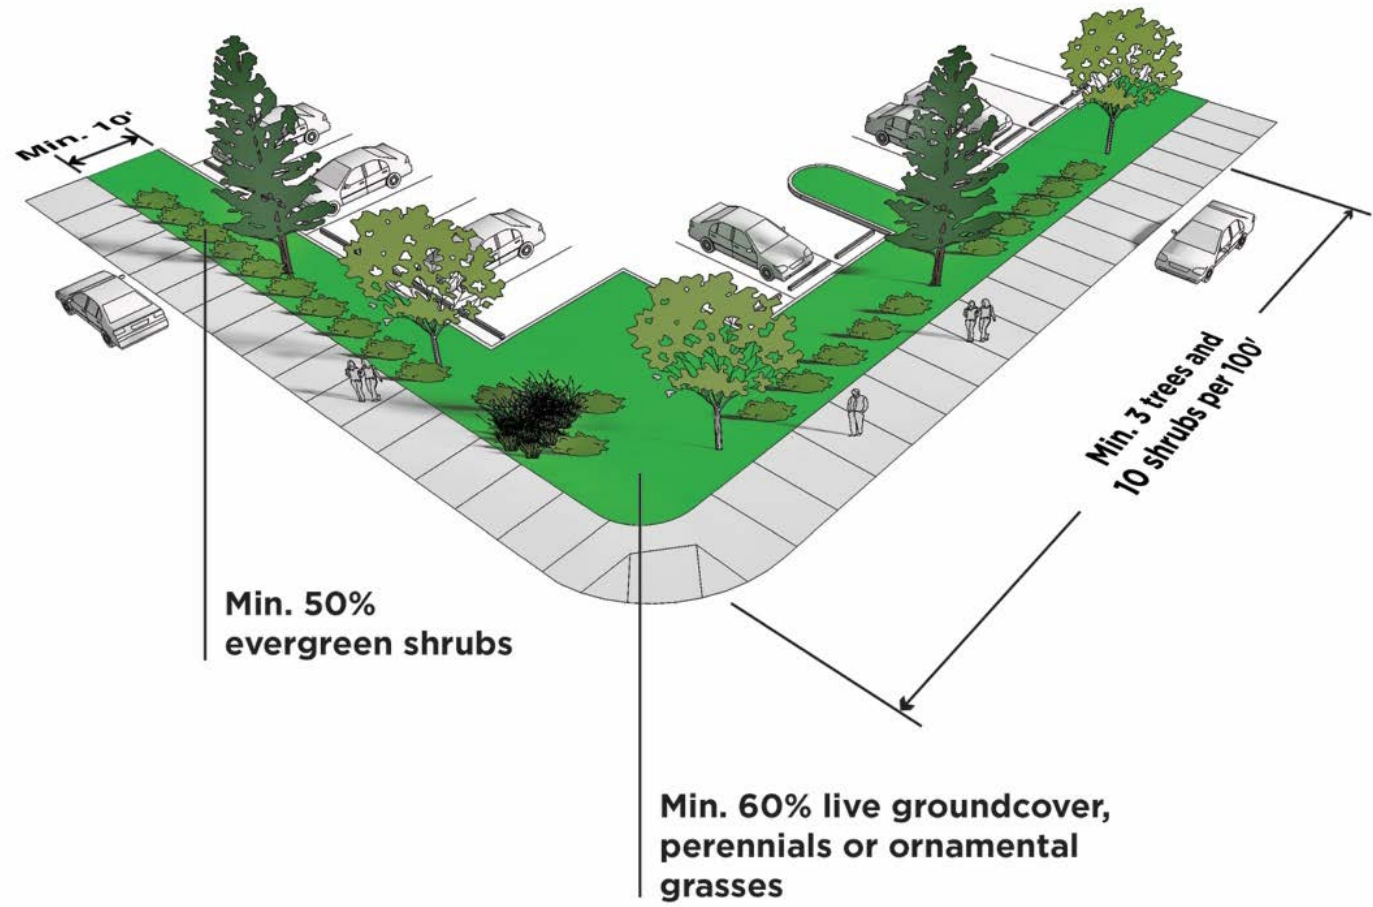 Min. 10'
Min. 3 trees and
10 shrubs per 100'
Min. 50%
evergreen shrubs
Min. 60% live groundcover,
perennials or ornamental
grasses